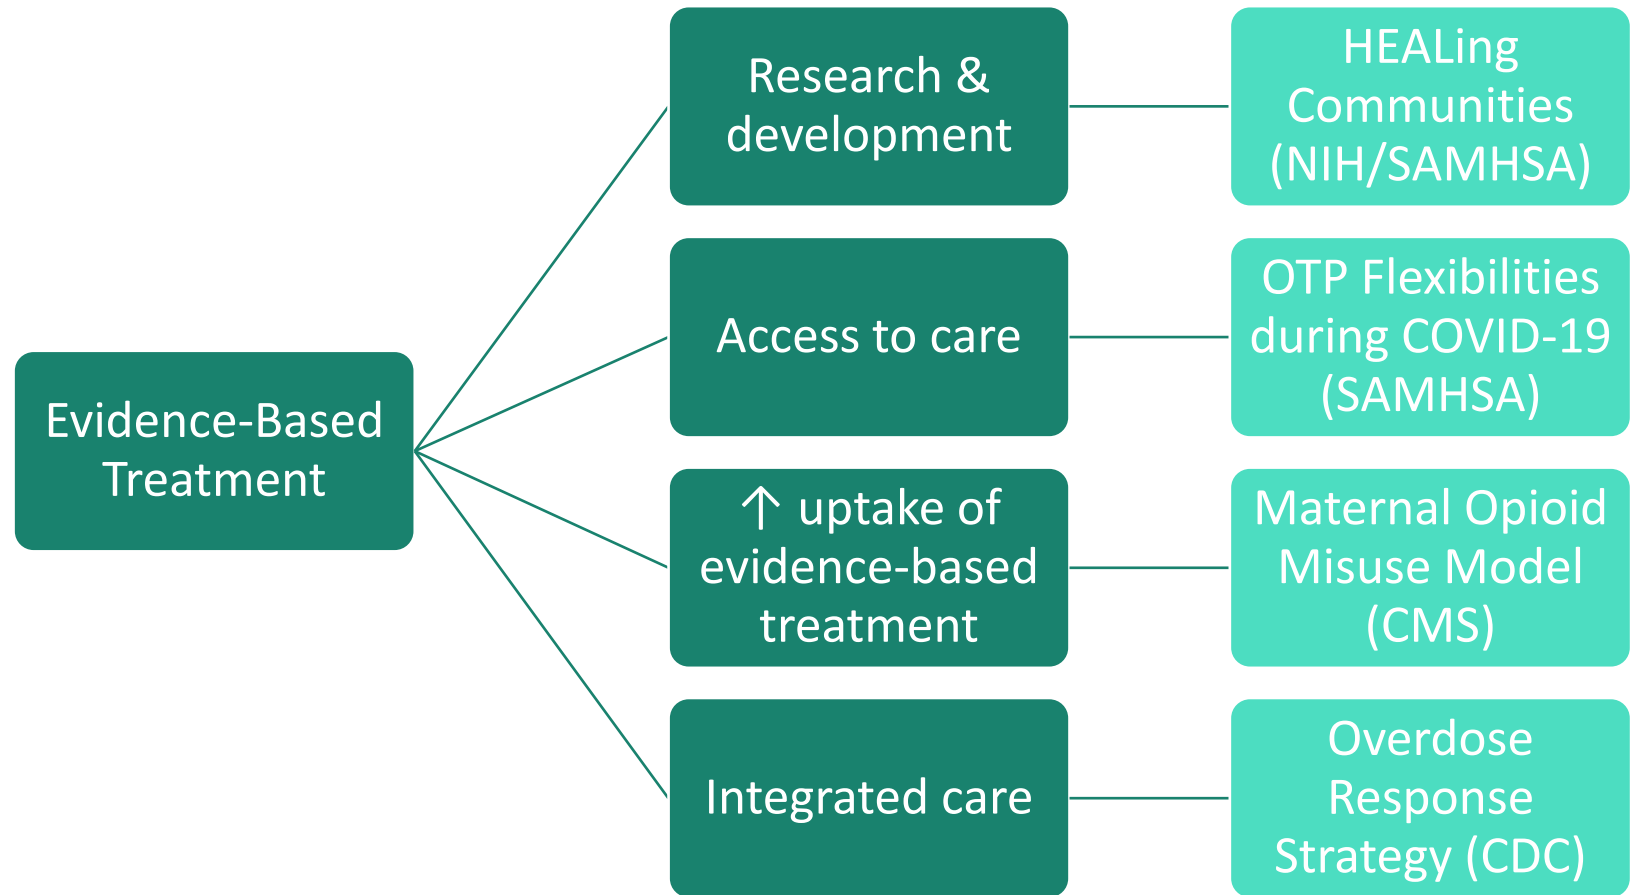 Evidence-Based
Treatment
Research &
development
HEALing
Communities
(NIH/SAMHSA)
Access to care
OTP Flexibilities
during COVID-19
(SAMHSA)
↑ uptake of
evidence-based
treatment
Maternal Opioid
Misuse Model
(CMS)
Integrated care
Overdose
Response
Strategy (CDC)